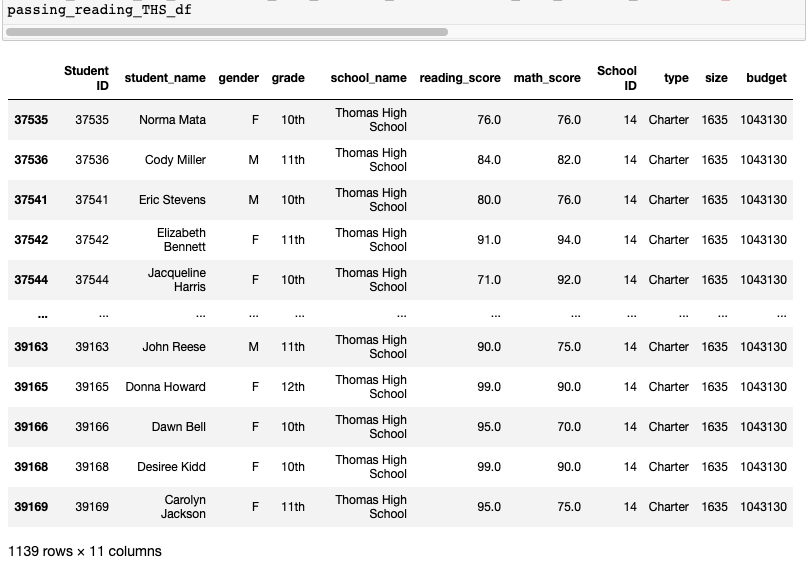 passing_reading_THS_df
Student ID student_name gender grade school_name reading_score math_score School ID type size budget
37535 37535 Norma Mata F 10th Thomas High School 76.0 76.0 14 Charter 1635 1043130
37536 37536 Cody Miller M 11th Thomas High School 84.0 82.0 14 Charter 1635 1043130
37541 37541 Eric Stevens M 10th Thomas High School 80.0 76.0 14 Charter 1635 1043130
37542 37542 Elizabeth Bennett F 11th Thomas High School 91.0 94.0 14 Charter 1635 1043130
37544 37544 Jacqueline Harris F 10th Thomas High School 71.0 92.0 14 Charter 1635 1043130
... ... ... ... ... ... ... ... ... ... ... ...
39163 39163 John Reese M 11th Thomas High School 90.0 75.0 14 Charter 1635 1043130
39165 39165 Donna Howard F 12th Thomas High School 99.0 90.0 14 Charter 1635 1043130
39166 39166 Dawn Bell F 10th Thomas High School 95.0 70.0 14 Charter 1635 1043130
39168 39168 Desiree Kidd F 10th Thomas High School 99.0 90.0 14 Charter 1635 1043130
39169 39169 Carolyn Jackson F 11th Thomas High School 95.0 75.0 14 Charter 1635 1043130
1139 rows × 11 columns